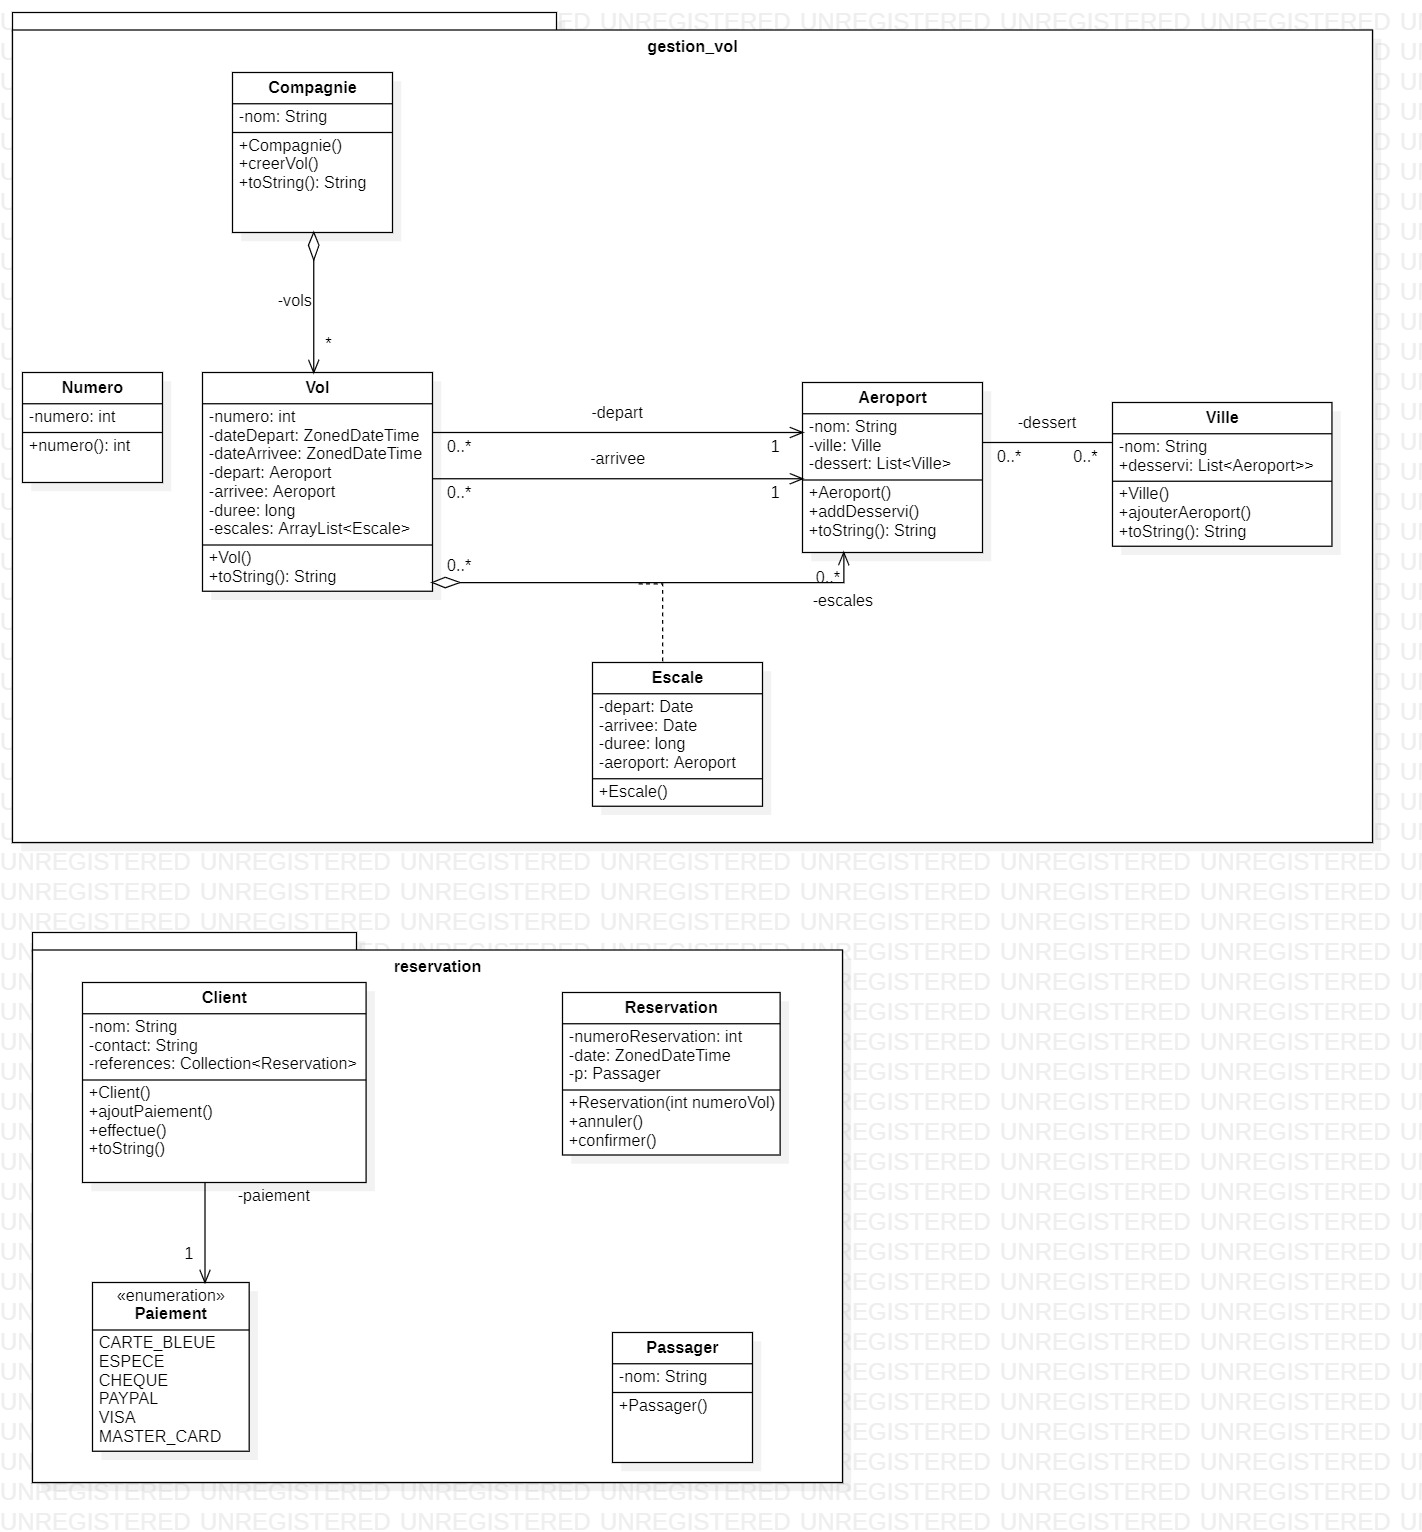 gestion_vol
Compagnie
-nom: String
+Compagnie()
+creerVol()
+toString(): String
-vols
*
Numero
-numero: int
+numero(): int
Vol
-numero: int
-dateDepart: ZonedDateTime
-dateArrivee: ZonedDateTime
-depart: Aeroport
-arrivee: Aeroport
-duree: long
-escales: ArrayList<Escale>
+Vol()
+toString(): String
-depart
0..*
1
-arrivee
0..*
1
0..*
0..*
-escales
Aeroport
-nom: String
-ville: Ville
-dessert: List<Ville>
+Aeroport()
+addDesservi()
+toString(): String
-dessert
0..*
0..*
Ville
-nom: String
+desservi: List<Aeroport>>
+Ville()
+ajouterAeroport()
+toString(): String
Escale
-depart: Date
-arrivee: Date
-duree: long
-aeroport: Aeroport
+Escale()
UNREGISTERED UNREGISTERED UNREGISTERED UNREGISTERED UNREGISTERED UNREGISTERED UNREGISTERED
reservation
Client
-nom: String
-contact: String
-references: Collection<Reservation>
+Client()
+ajoutPaiement()
+effectue()
+toString()
-paiement
1
«enumeration»
Paiement
CARTE_BLEUE
ESPECE
CHEQUE
PAYPAL
VISA
MASTER_CARD
Reservation
-numeroReservation: int
-date: ZonedDateTime
-p: Passager
+Reservation(int numeroVol)
+annuler()
+confirmer()
Passager
-nom: String
+Passager()